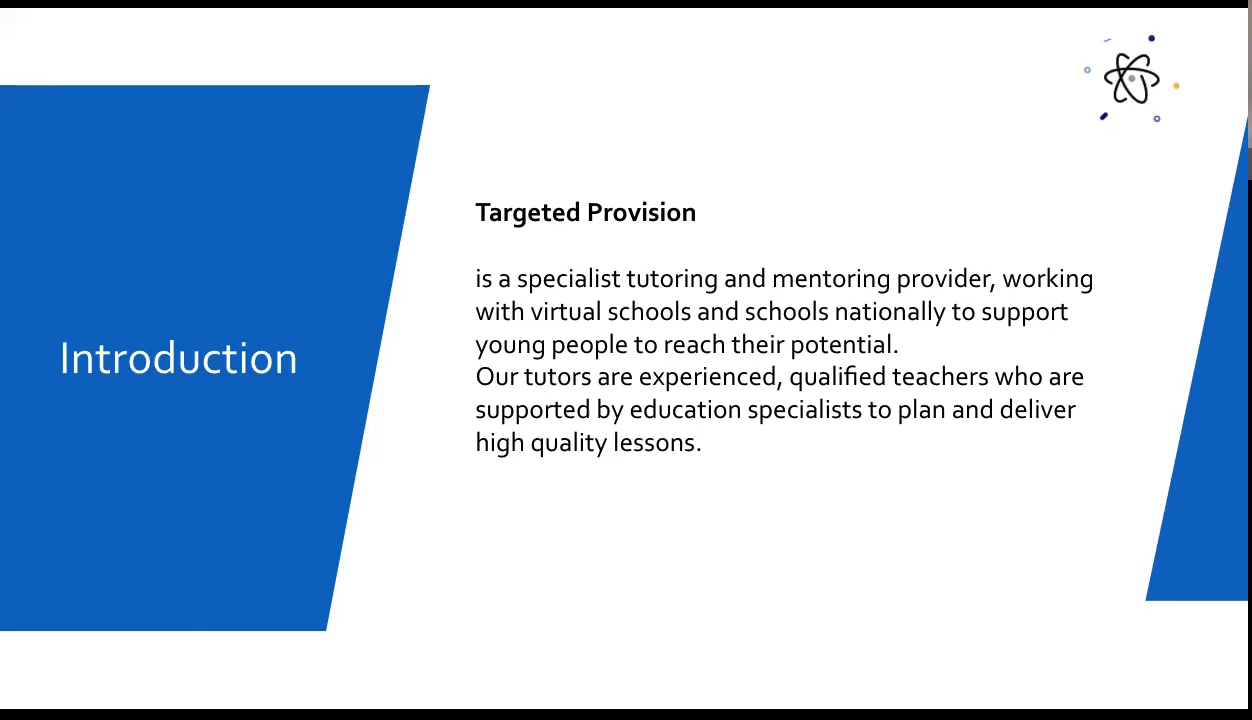 Introduction
Targeted Provision
is a specialist tutoring and mentoring provider, working
with virtual schools and schools nationally to support
young people to reach their potential.
Our tutors are experienced, qualified teachers who are
supported by education specialists to plan and deliver
high quality lessons.